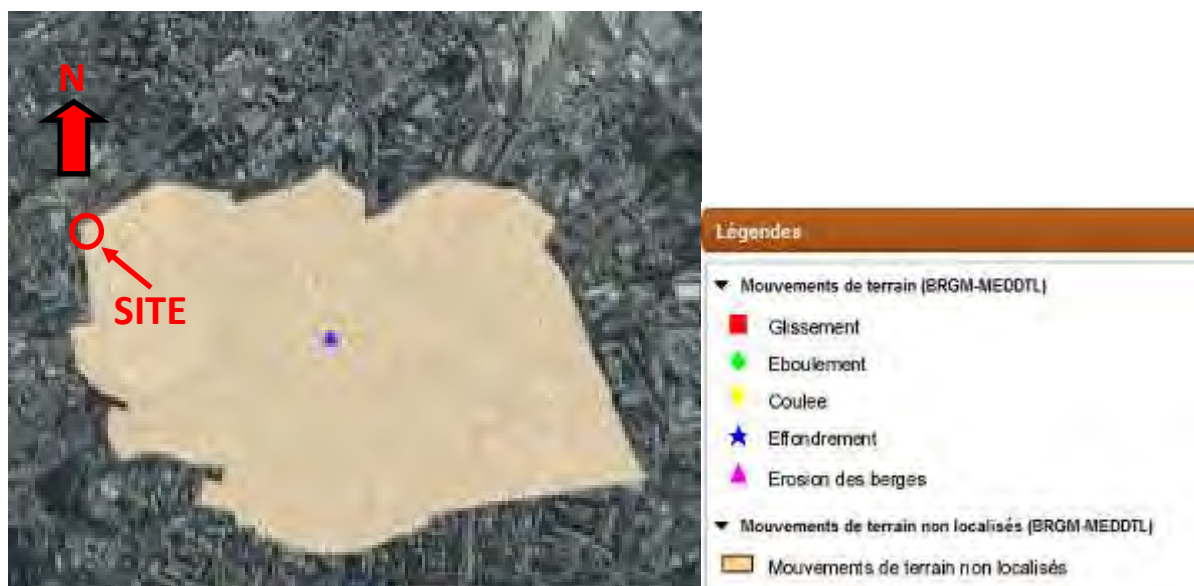 N
SITE
Légendes
Mouvements de terrain (BRGM-MEDDTL)
Glissement
Eboulement
Coulee
Effondrement
Erosion des berges
Mouvements de terrain non localisés (BRGM-MEDDTL)
Mouvements de terrain non localisés